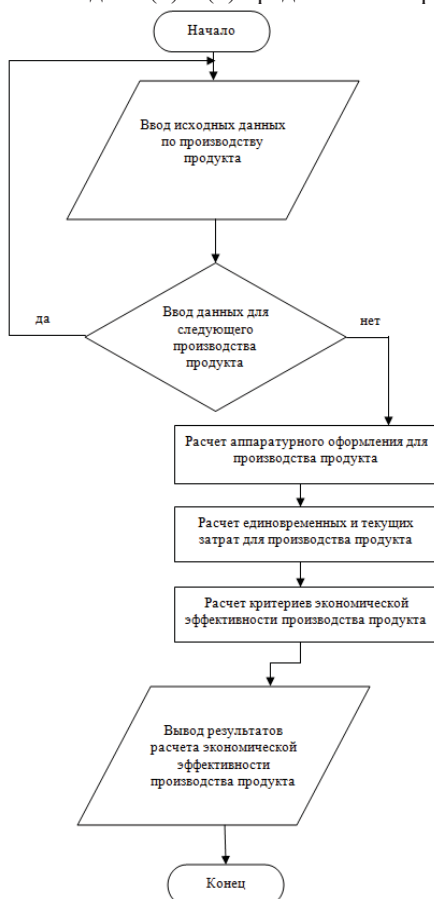 Начало
Ввод исходных данных
по производству
продукта
Ввод данных для
следующего
производства
продукта
да
нет
Расчет аппаратурного оформления для
производства продукта
Расчет единовременных и текущих
затрат для производства продукта
Расчет критериев экономической
эффективности производства продукта
Вывод результатов
расчета экономической
эффективности
производства продукта
Конец